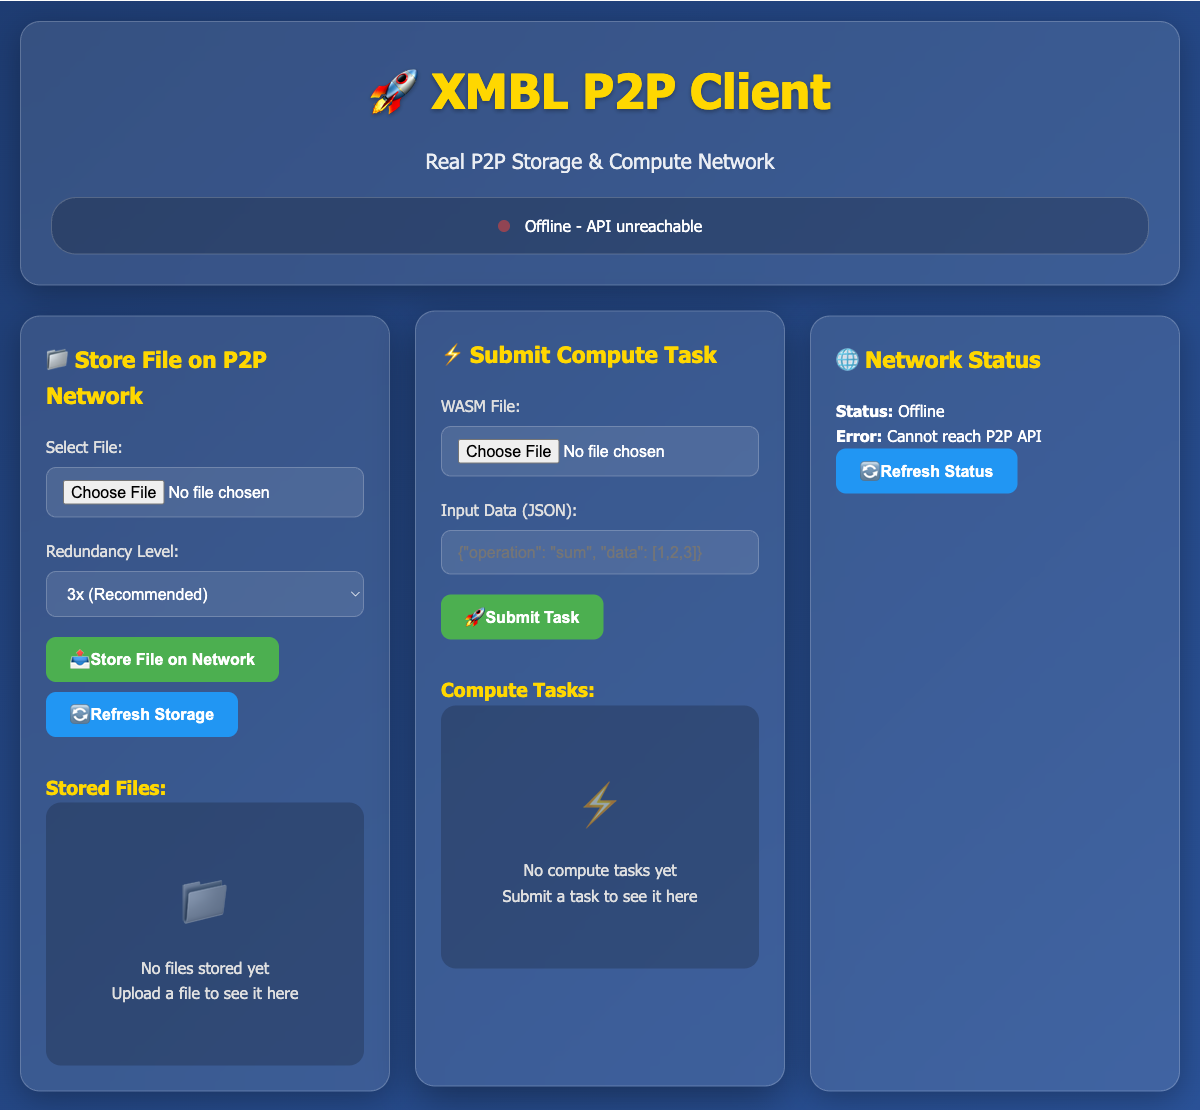 🚀 XMBL P2P Client
Real P2P Storage & Compute Network
Offline - API unreachable
📁 Store File on P2P
Network
Select File:
Choose File No file chosen
Redundancy Level:
3x (Recommended)
📤Store File on Network
🔄Refresh Storage
Stored Files:
📁
No files stored yet
Upload a file to see it here
⚡ Submit Compute Task
WASM File:
Choose File No file chosen
Input Data (JSON):
{"operation": "sum", "data": [1,2,3]}
🚀Submit Task
Compute Tasks:
⚡
No compute tasks yet
Submit a task to see it here
🌐 Network Status
Status: Offline
Error: Cannot reach P2P API
🔄Refresh Status